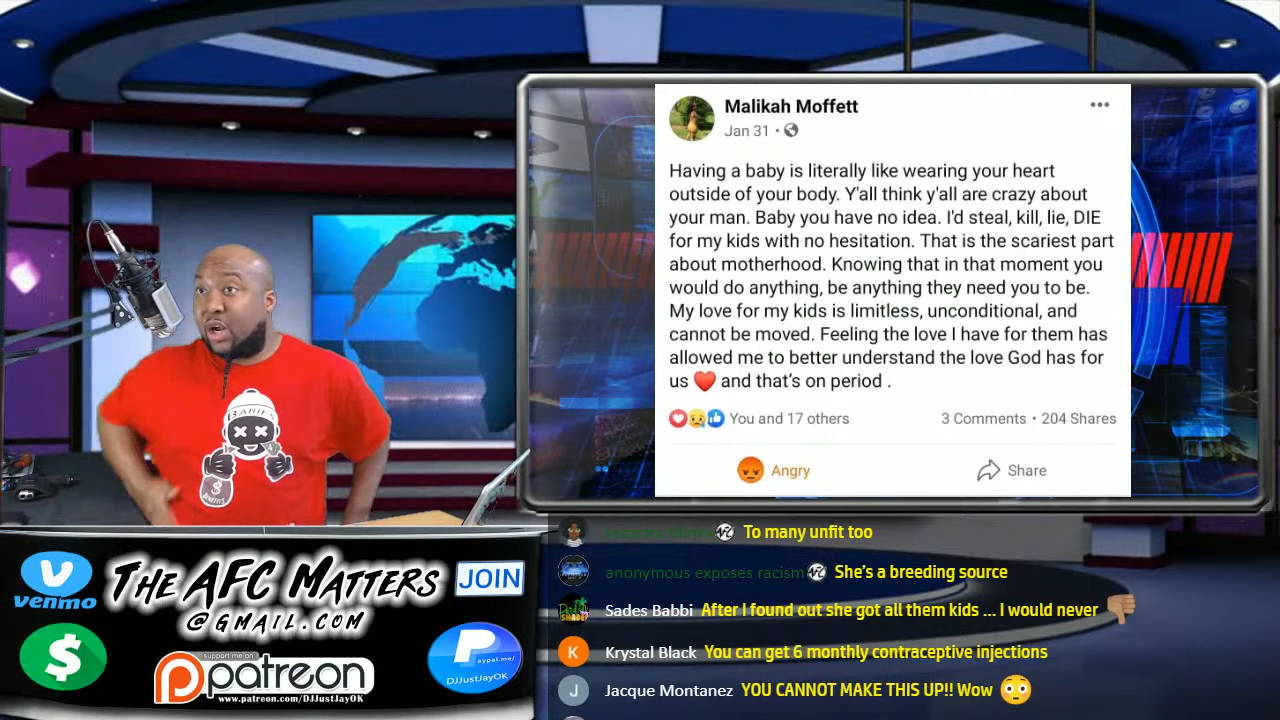 Malikah Moffett
Jan 31 •
Having a baby is literally like wearing your heart
outside of your body. Y'all think y'all are crazy about
your man. Baby you have no idea. I'd steal, kill, lie, DIE
for my kids with no hesitation. That is the scariest part
about motherhood. Knowing that in that moment you
would do anything, be anything they need you to be.
My love for my kids is limitless, unconditional, and
cannot be moved. Feeling the love I have for them has
allowed me to better understand the love God has for
us ❤️ and that's on period .
You and 17 others
3 Comments • 204 Shares
Angry
Share
BABIES
$
BENEFITS
To many unfit too
anonymous exposes racism She's a breeding source
Sades Babbi After I found out she got all them kids ... I would never 👎🏾
K
Krystal Black You can get 6 monthly contraceptive injections
J
Jacque Montanez YOU CANNOT MAKE THIS UP!! Wow 😳
venmo
THE AFC MATTERS
@GMAIL.COM
JOIN
$
support me on
patreon
www.patreon.com/DJJustJayOK
Paypal.me/
DJJustJayOK